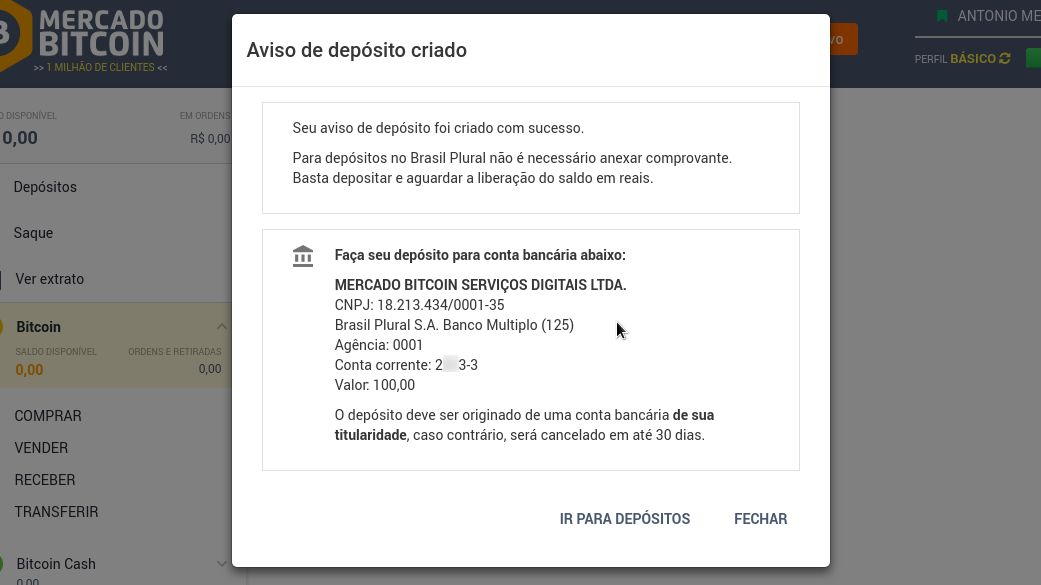 MERCADO
BITCOIN
>> 1 MILHÃO DE CLIENTES <<
ANTONIO
PERFIL BÁSICO
DISPONÍVEL
EM ORDENS
0,00
R$ 0,00
Depósitos
Saque
Ver extrato
Bitcoin
SALDO DISPONÍVEL
ORDENS E RETIRADAS
0,00
0,00
COMPRAR
VENDER
RECEBER
TRANSFERIR
Bitcoin Cash
Aviso de depósito criado
Seu aviso de depósito foi criado com sucesso.
Para depósitos no Brasil Plural não é necessário anexar comprovante.
Basta depositar e aguardar a liberação do saldo em reais.
Faça seu depósito para conta bancária abaixo:
MERCADO BITCOIN SERVIÇOS DIGITAIS LTDA.
CNPJ: 18.213.434/0001-35
Brasil Plural S.A. Banco Multiplo (125)
Agência: 0001
Conta corrente: 2 3-3
Valor: 100,00
O depósito deve ser originado de uma conta bancária de sua
titularidade, caso contrário, será cancelado em até 30 dias.
IR PARA DEPÓSITOS
FECHAR